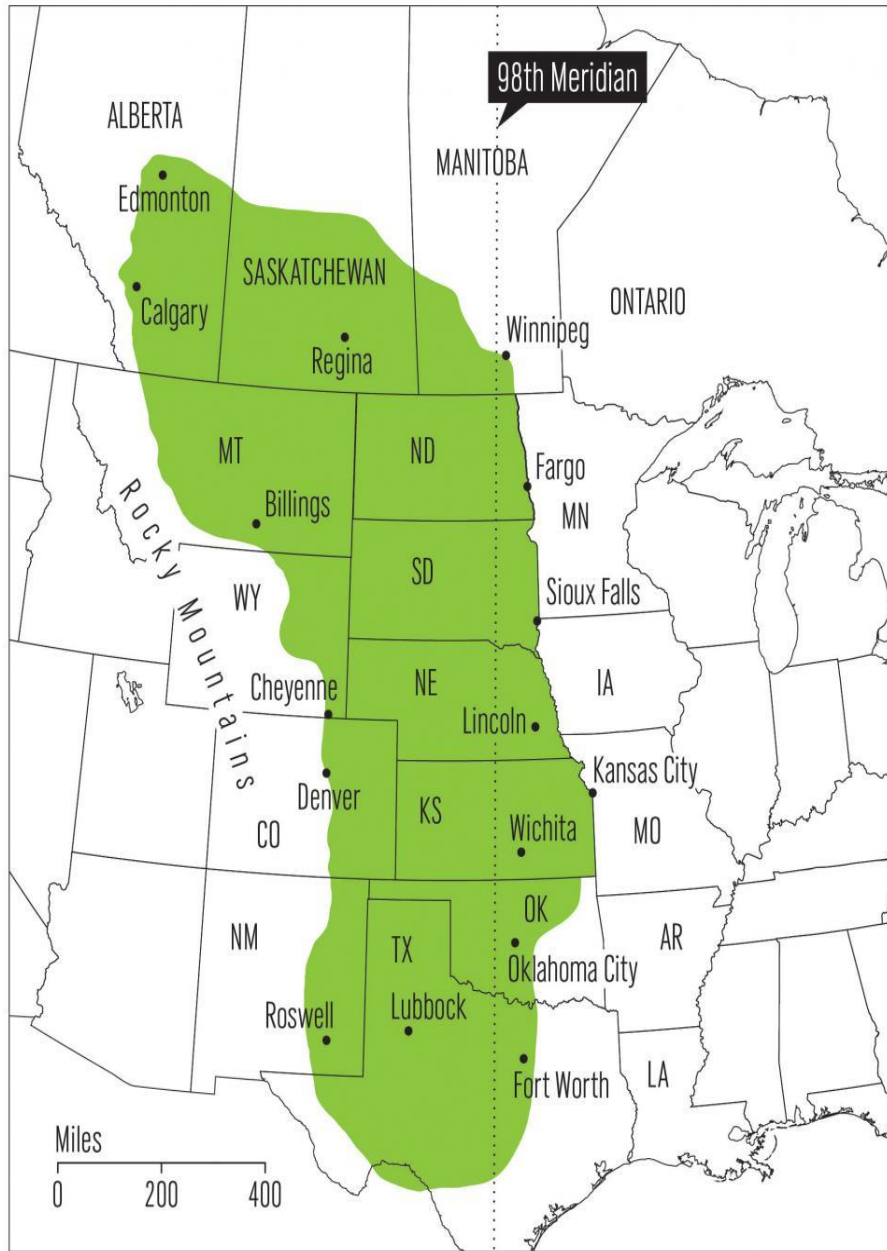 98th Meridian
ALBERTA
MANITOBA
Edmonton
SASKATCHEWAN
Calgary
ONTARIO
Winnipeg
Regina
MT
ND
Fargo
Billings
MN
Rocky Mountains
SD
WY
Sioux Falls
Cheyenne
NE
IA
Lincoln
Denver
Kansas City
KS
CO
Wichita
MO
OK
NM
TX
AR
Oklahoma City
Roswell
Lubbock
Fort Worth
LA
Miles
0 200 400